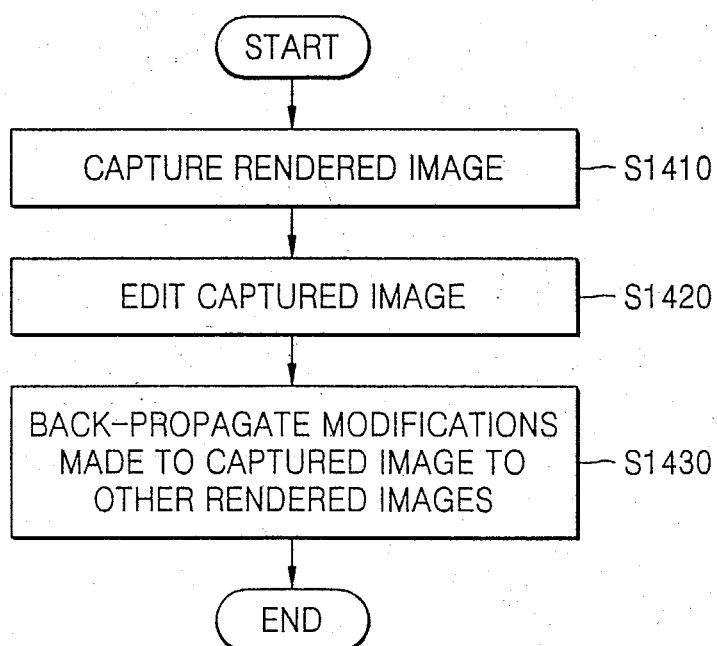 START
CAPTURE RENDERED IMAGE
S1410
EDIT CAPTURED IMAGE
S1420
BACK-PROPAGATE MODIFICATIONS
MADE TO CAPTURED IMAGE TO
OTHER RENDERED IMAGES
S1430
END